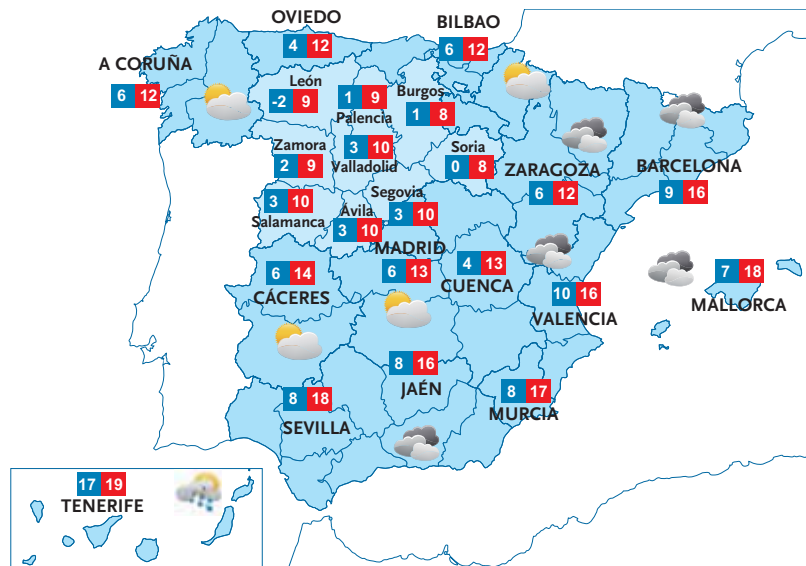 OVIEDO
4 12
BILBAO
6 12
A CORUÑA
6 12
León
-2 9
1 9
Palencia
Burgos
1 8
Zamora
2 9
3 10
Valladolid
Soria
0 8
ZARAGOZA
6 12
BARCELONA
9 16
3 10
Salamanca
Ávila
3 10
Segovia
3 10
MADRID
6 13
4 13
CUENCA
6 14
CÁCERES
10 16
VALENCIA
7 18
MALLORCA
8 16
JAÉN
8 17
MURCIA
8 18
SEVILLA
17 19
TENERIFE